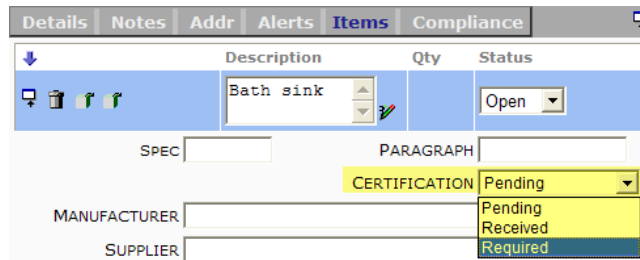 Details Notes Addr Alerts Items Compliance
Description Qty Status
Bath sink Open
SPEC PARAGRAPH
CERTIFICATION Pending
Pending
Received
MANUFACTURER
Required
SUPPLIER